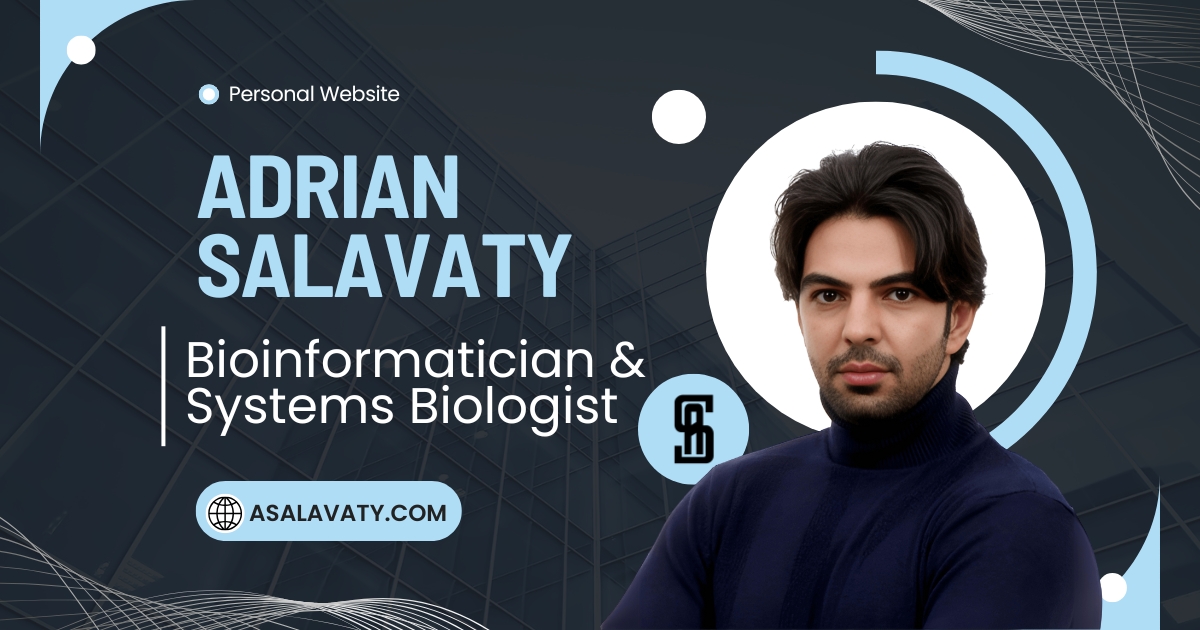 Personal Website
ADRIAN
SALAVATY
Bioinformatician &
Systems Biologist
ASALAVATY.COM